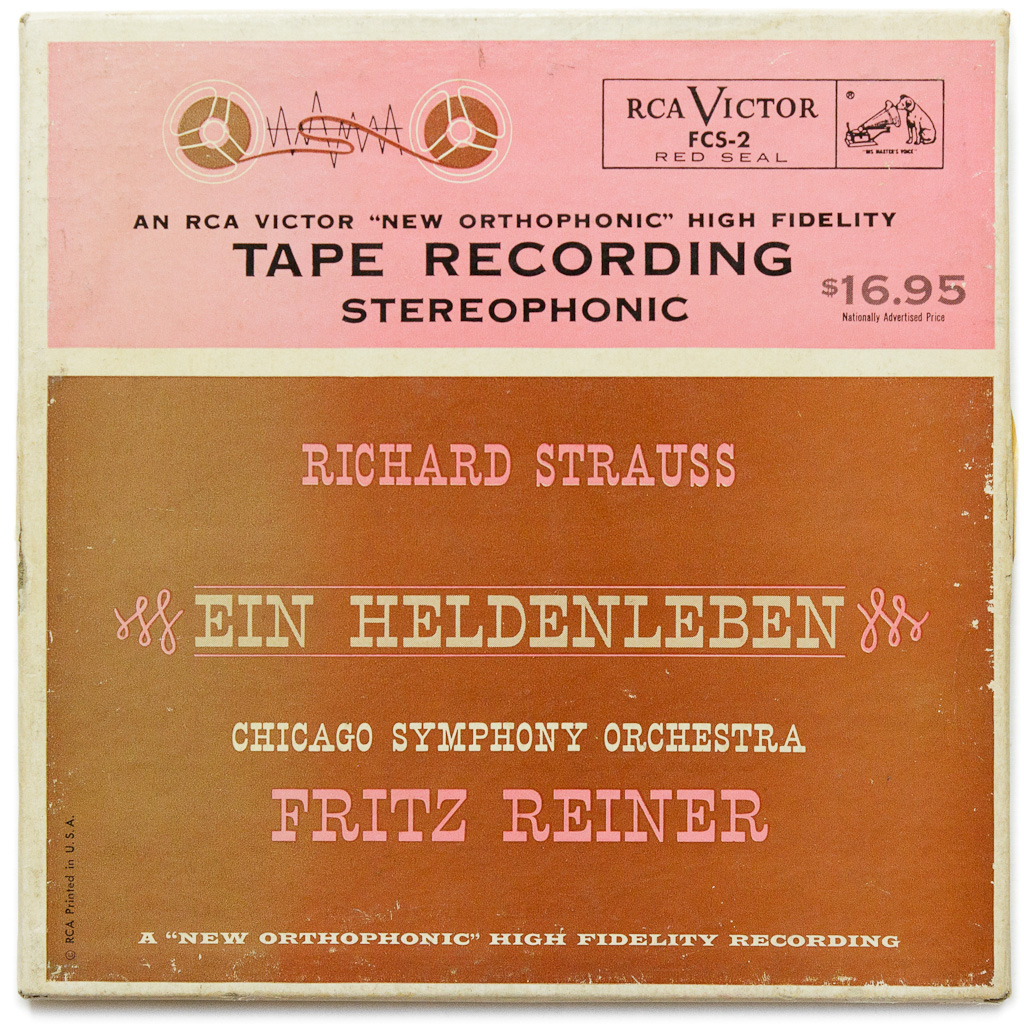 RCA VICTOR
FCS-2
RED SEAL
®
"HIS MASTER'S VOICE"
AN RCA VICTOR “NEW ORTHOPHONIC” HIGH FIDELITY
TAPE RECORDING
STEREOPHONIC
$16.95
Nationally Advertised Price
RICHARD STRAUSS
EIN HELDENLEBEN
CHICAGO SYMPHONY ORCHESTRA
FRITZ REINER
A “NEW ORTHOPHONIC” HIGH FIDELITY RECORDING
© RCA Printed in U.S.A.